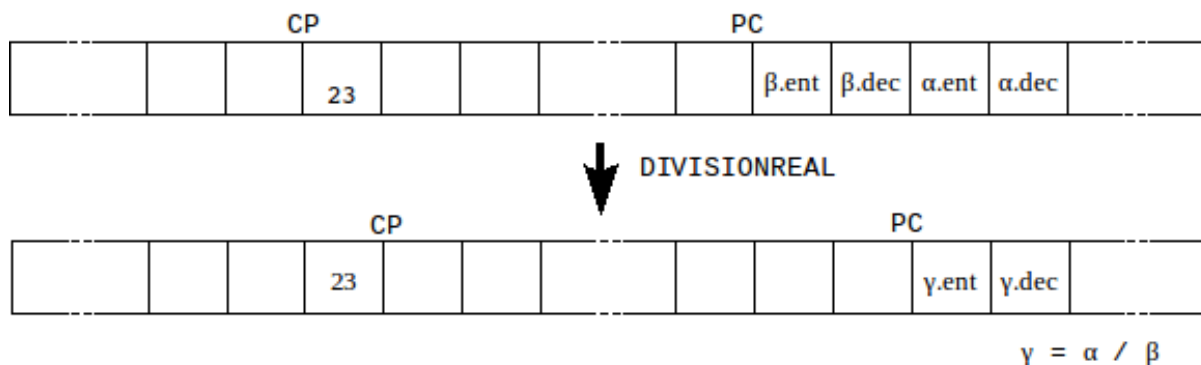 CP PC
23 β.ent β.dec α.ent α.dec
DIVISIONREAL
CP PC
23 γ.ent γ.dec
γ = α / β